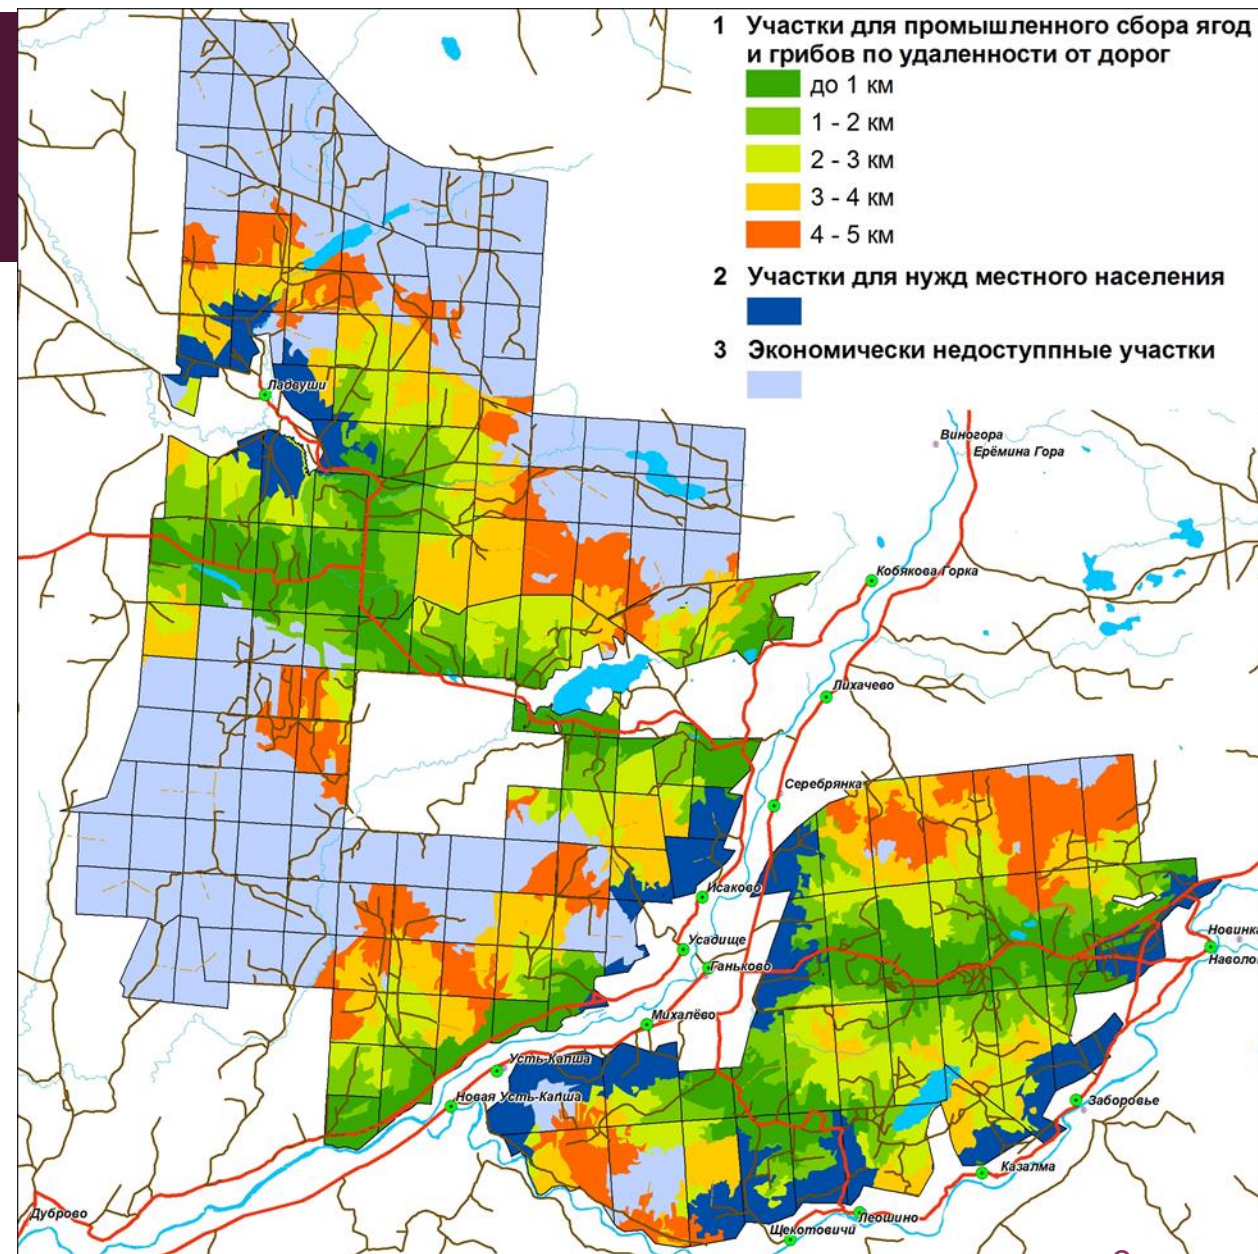 1 Участки для промышленного сбора ягод
и грибов по удаленности от дорог
до 1 км
1 - 2 км
2 - 3 км
3 - 4 км
4 - 5 км
2 Участки для нужд местного населения
3 Экономически недоступпные участки
Ладвуши
Виногора
Ерёмина Гора
Кобякова Горка
Лихачево
Серебрянка
Исаково
Усадище
Ганьково
Новинка
Наволо
Михалёво
Усть-Капша
Новая Усть-Капша
Заборовье
Казалма
Дуброво
Леошино
Щекотовичи